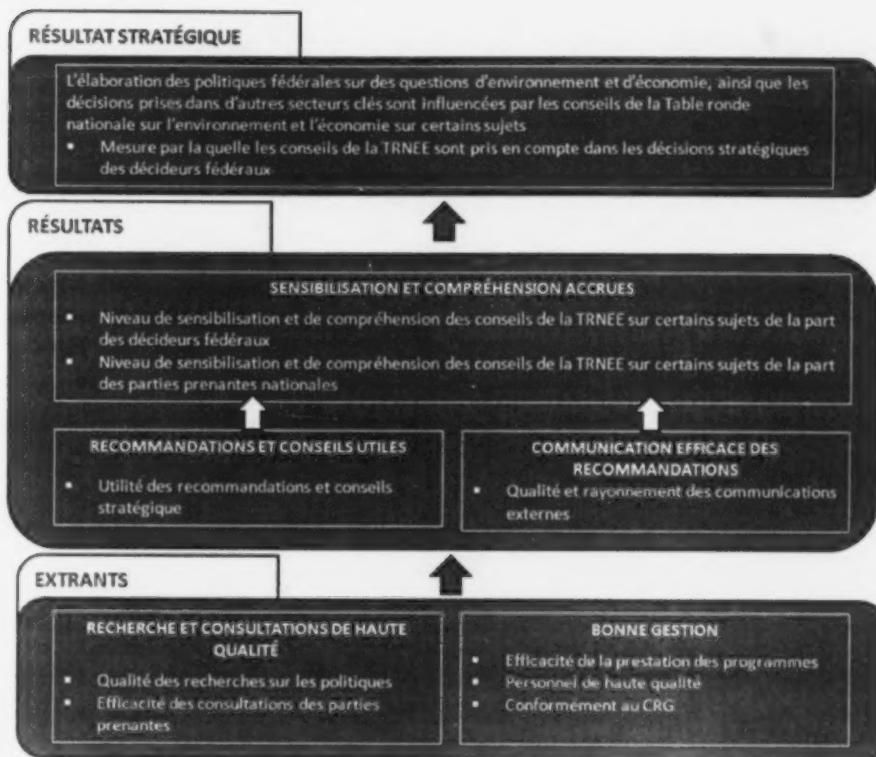 RÉSULTAT STRATÉGIQUE
L'élaboration des politiques fédérales sur des questions d'environnement et d'économie, ainsi que les
décisions prises dans d'autres secteurs clés sont influencées par les conseils de la Table ronde
nationale sur l'environnement et l'économie sur certains sujets
▪ Mesure par la quelle les conseils de la TRNEE sont pris en compte dans les décisions stratégiques
des décideurs fédéraux
RÉSULTATS
SENSIBILISATION ET COMPRÉHENSION ACCRUES
▪ Niveau de sensibilisation et de compréhension des conseils de la TRNEE sur certains sujets de la part
des décideurs fédéraux
▪ Niveau de sensibilisation et de compréhension des conseils de la TRNEE sur certains sujets de la part
des parties prenantes nationales
RECOMMANDATIONS ET CONSEILS UTILES
▪ Utilité des recommandations et conseils
stratégique
COMMUNICATION EFFICACE DES
RECOMMANDATIONS
▪ Qualité et rayonnement des communications
externes
EXTRANTS
RECHERCHE ET CONSULTATIONS DE HAUTE
QUALITÉ
▪ Qualité des recherches sur les politiques
▪ Efficacité des consultations des parties
prenantes
BONNE GESTION
▪ Efficacité de la prestation des programmes
▪ Personnel de haute qualité
▪ Conformément au CRG